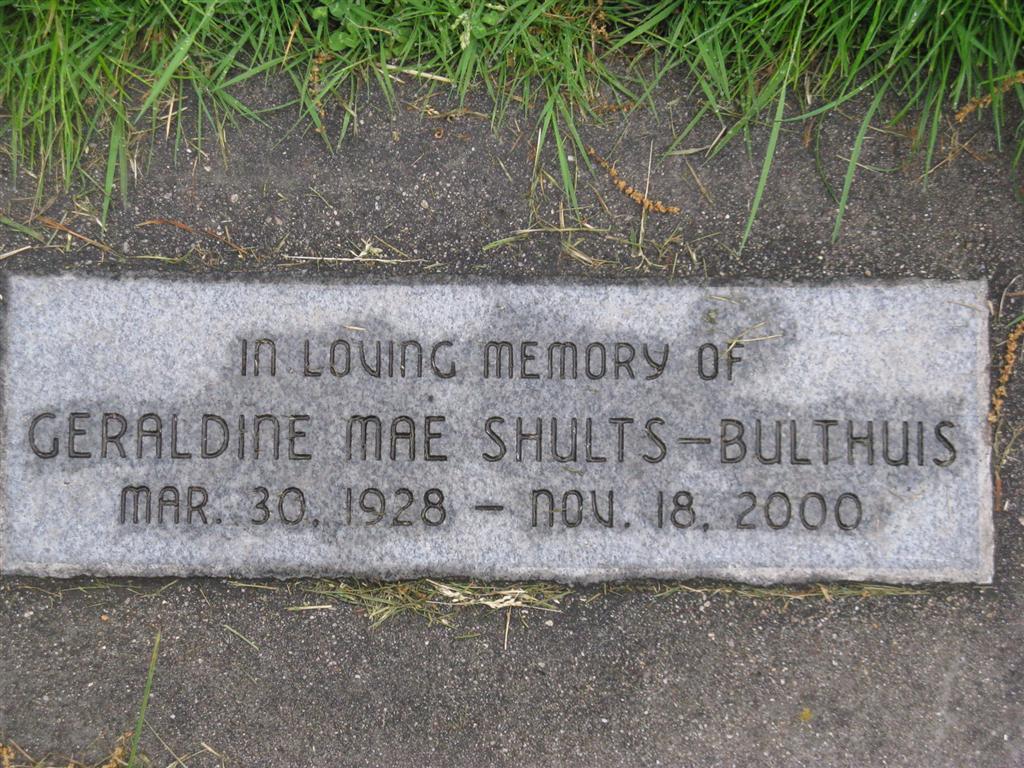 IN LOVING MEMORY OF
GERALDINE MAE SHULTS-BULTHUIS
MAR. 30, 1928 - NOV. 18, 2000